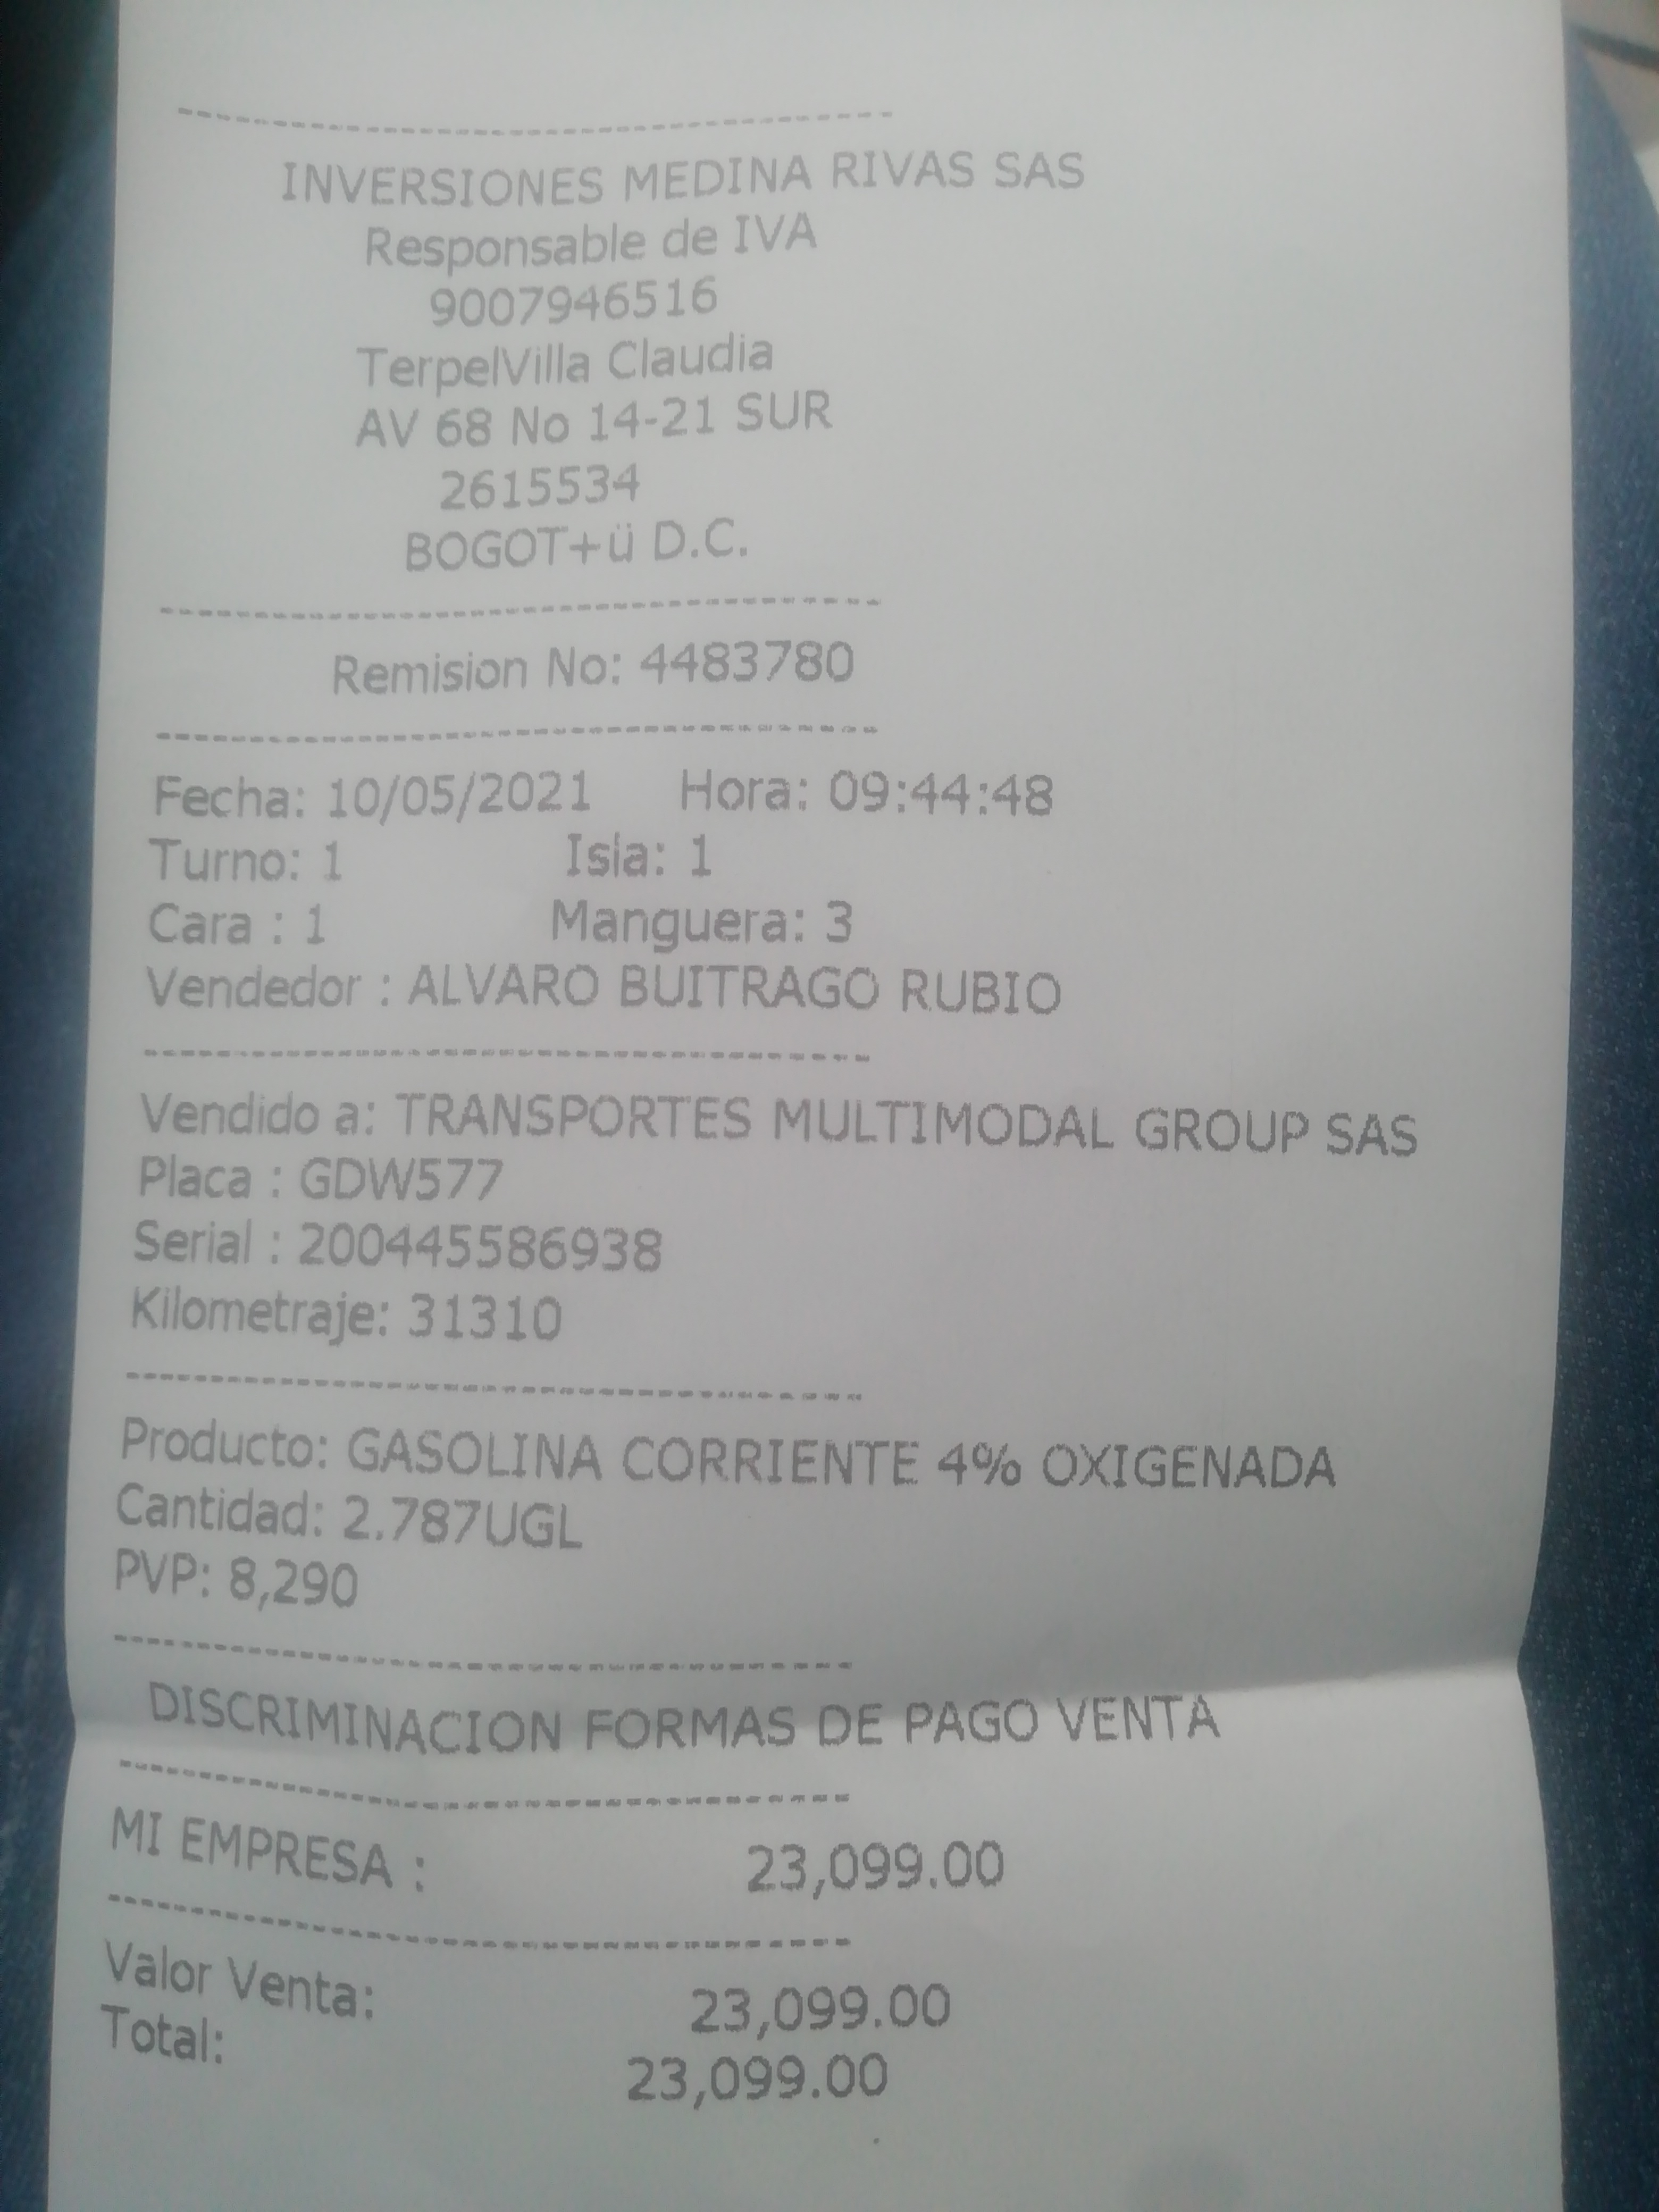 INVERSIONES MEDINA RIVAS SAS
Responsable de IVA
9007946516
TerpelVilla Claudia
AV 68 No 14-21 SUR
2615534
BOGOT+ü D.C.
Remision No: 4483780
Fecha: 10/05/2021 Hora: 09:44:48
Turno: 1 Isla: 1
Cara : 1 Manguera: 3
Vendedor : ALVARO BUITRAGO RUBIO
Vendido a: TRANSPORTES MULTIMODAL GROUP SAS
Placa : GDW577
Serial : 200445586938
Kilometraje: 31310
Producto: GASOLINA CORRIENTE 4% OXIGENADA
Cantidad: 2.787UGL
PVP: 8,290
DISCRIMINACION FORMAS DE PAGO VENTA
MI EMPRESA : 23,099.00
Valor Venta: 23,099.00
Total: 23,099.00